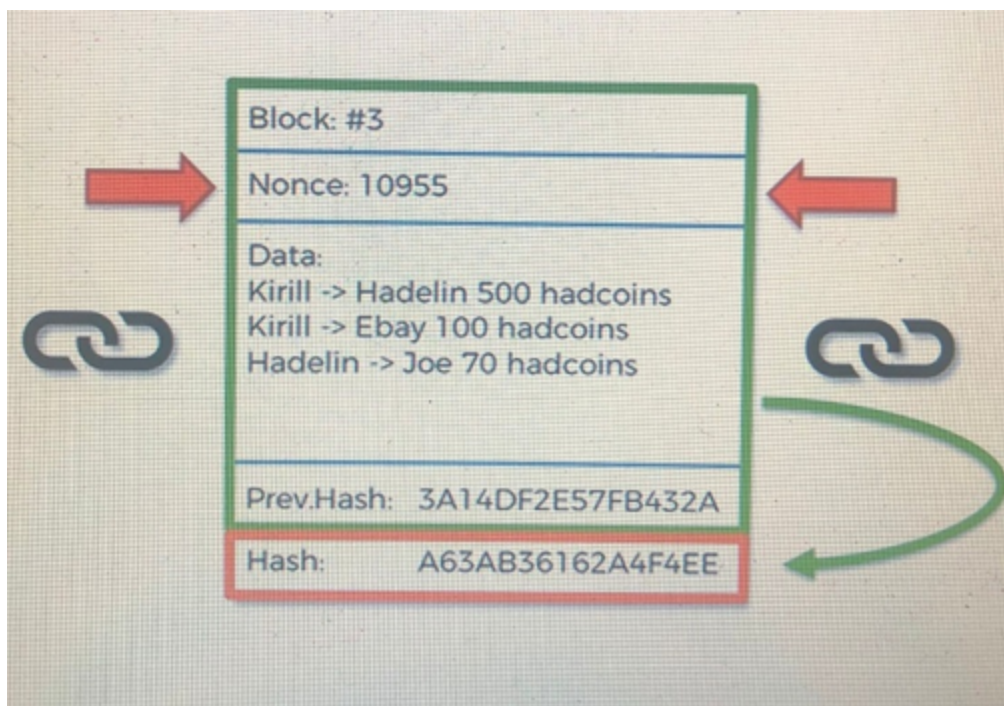 Block: #3
Nonce: 10955
Data:
Kirill -> Hadelin 500 hadcoins
Kirill -> Ebay 100 hadcoins
Hadelin -> Joe 70 hadcoins
Prev.Hash: 3A14DF2E57FB432A
Hash: A63AB36162A4F4EE